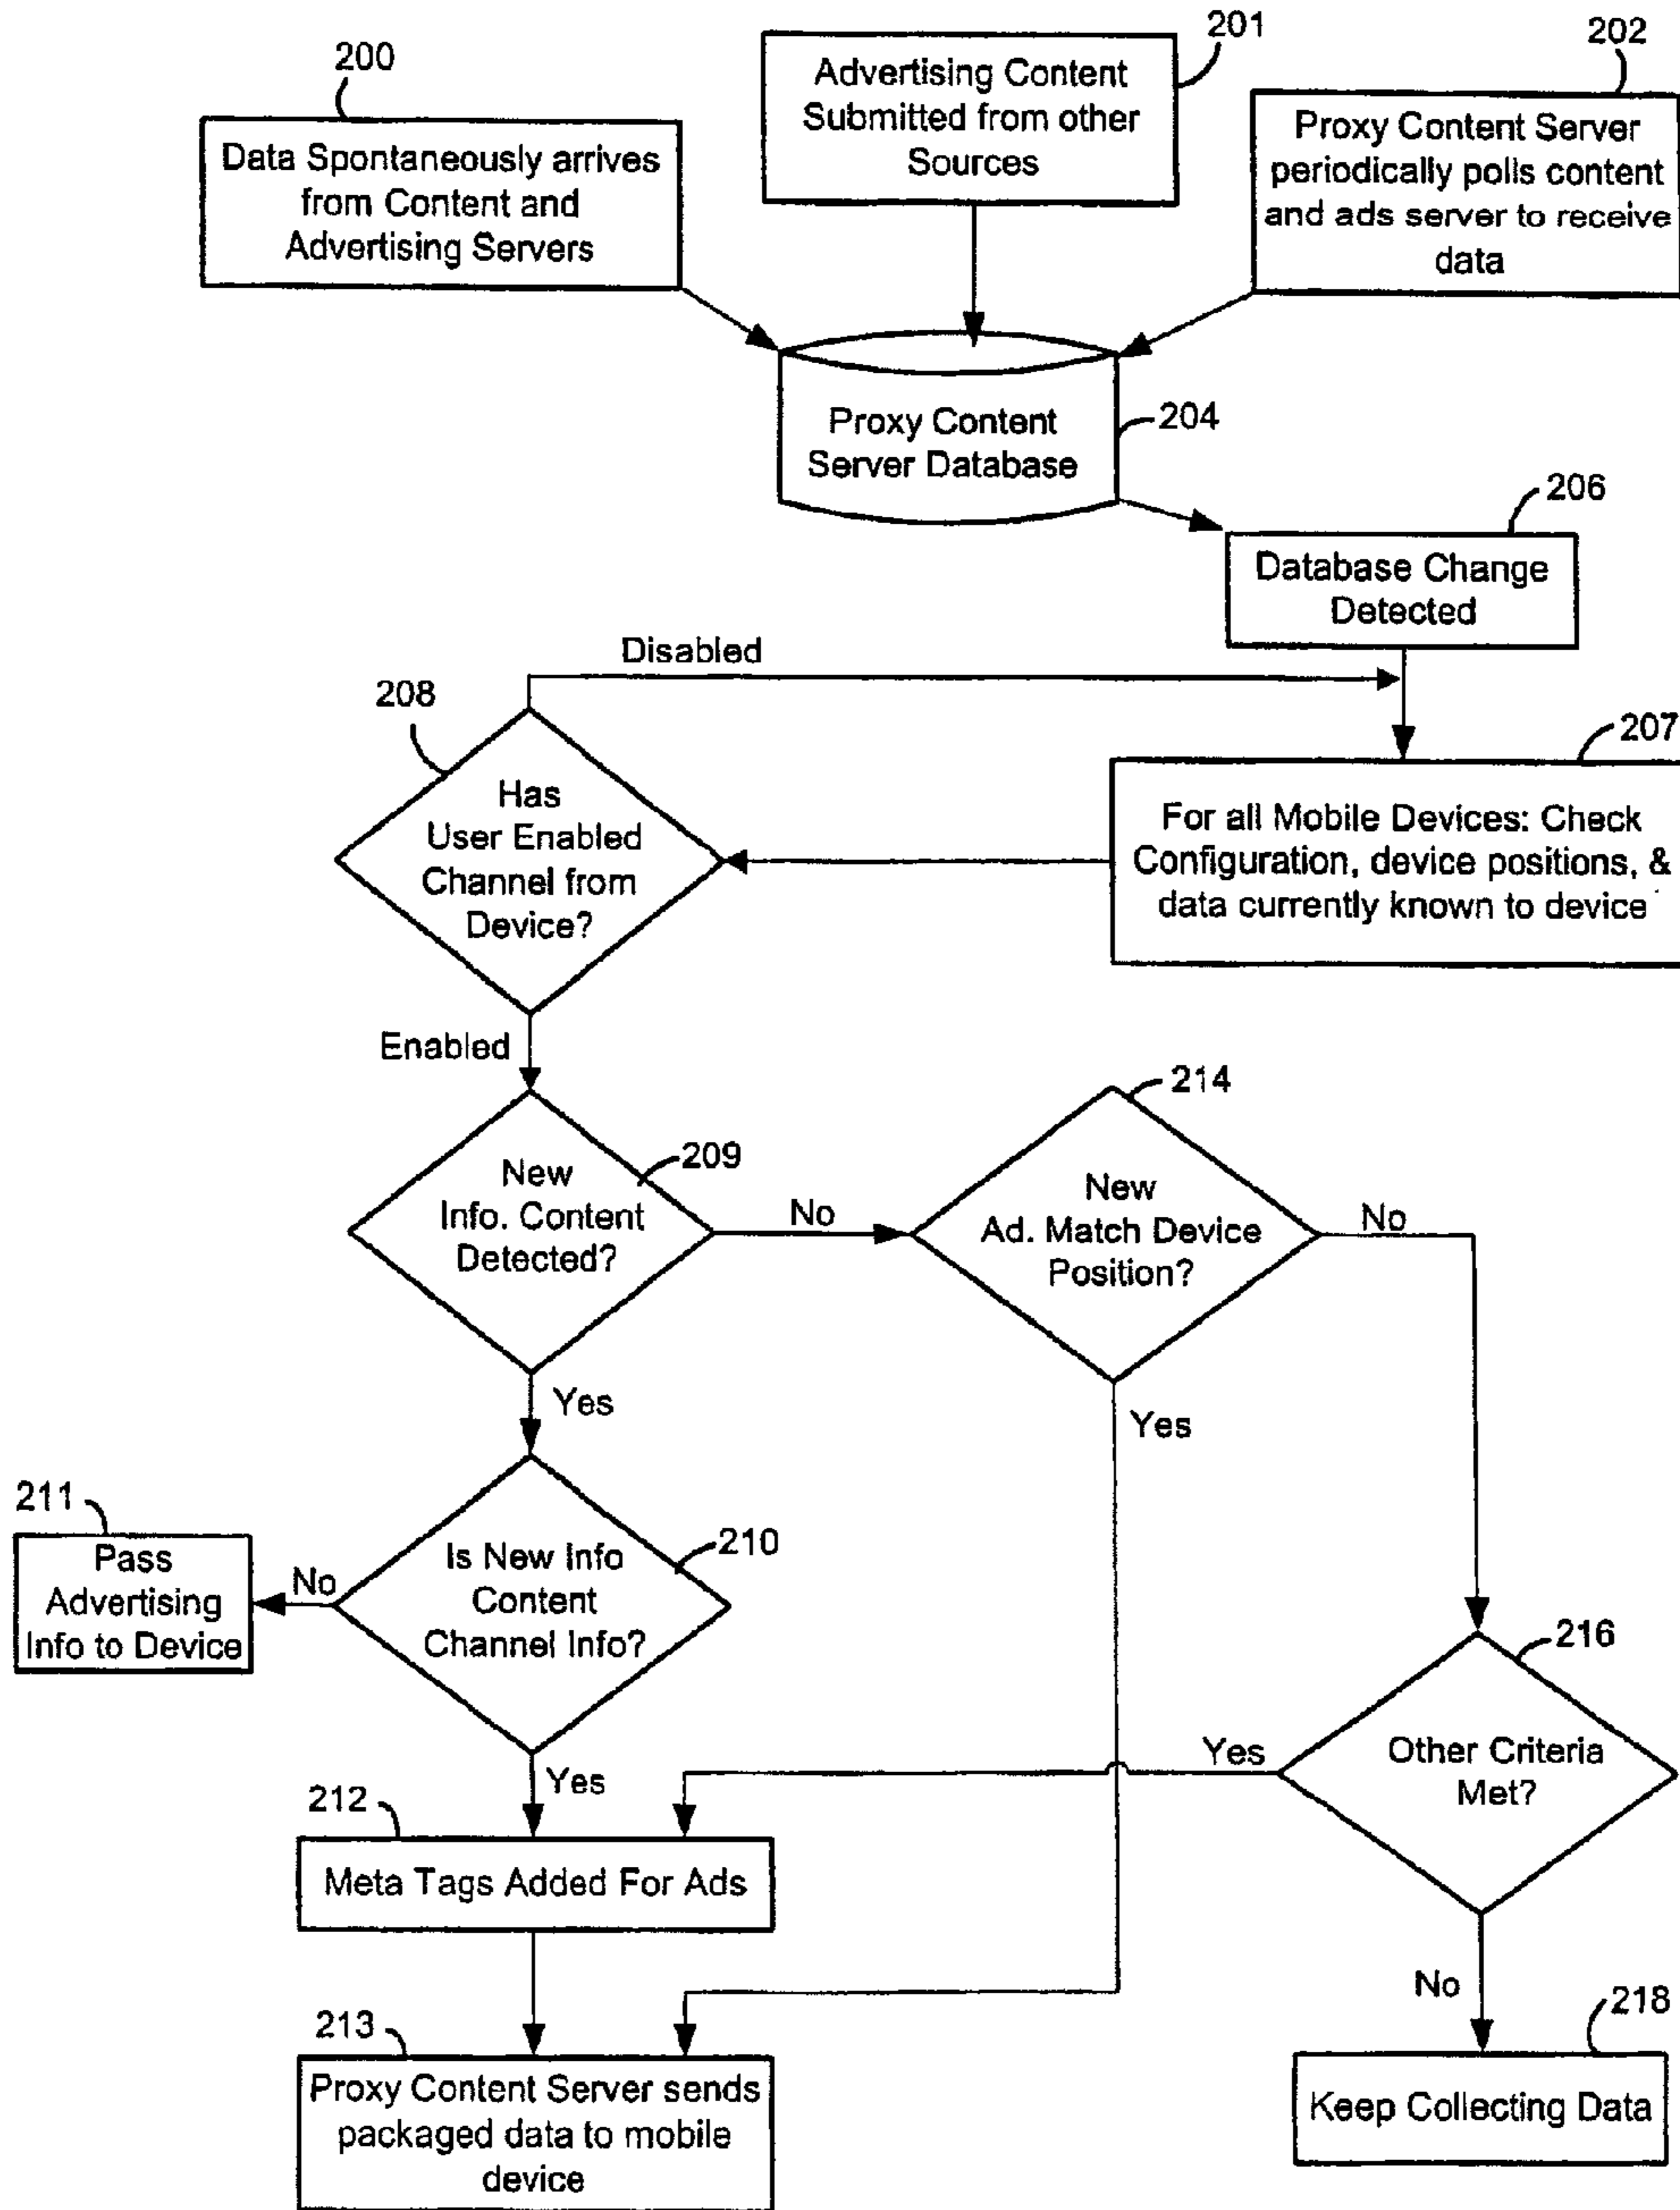 200
201
202
Data Spontaneously arrives
from Content and
Advertising Servers
Advertising Content
Submitted from other
Sources
Proxy Content Server
periodically polls content
and ads server to receive
data
Proxy Content
Server Database
204
206
Database Change
Detected
Disabled
208
207
Has
User Enabled
Channel from
Device?
For all Mobile Devices: Check
Configuration, device positions, &
data currently known to device
Enabled
209
New
Info. Content
Detected?
No
214
New
Ad. Match Device
Position?
No
Yes
Yes
211
Pass
Advertising
Info to Device
No
210
Is New Info
Content
Channel Info?
216
Other Criteria
Met?
Yes
Yes
212
Meta Tags Added For Ads
No
218
Keep Collecting Data
213
Proxy Content Server sends
packaged data to mobile
device